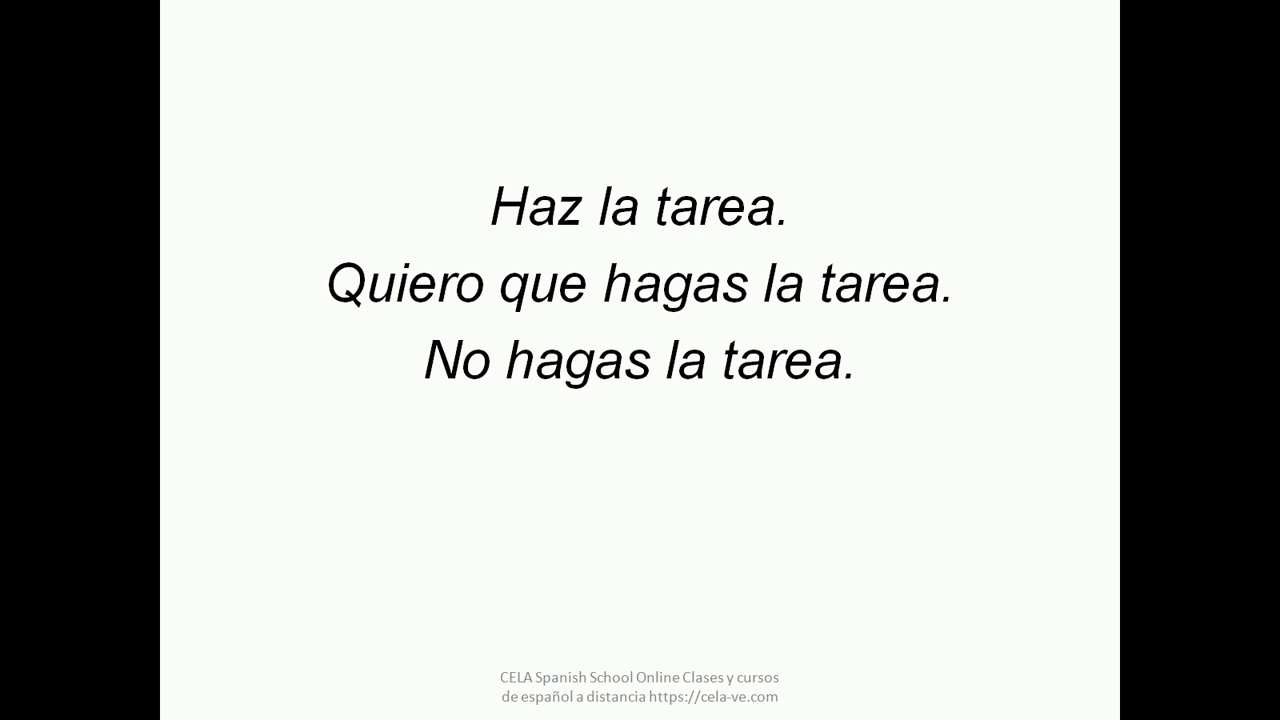 Haz la tarea.
Quiero que hagas la tarea.
No hagas la tarea.
CELA Spanish School Online Clases y cursos
de español a distancia https://cela-ve.com